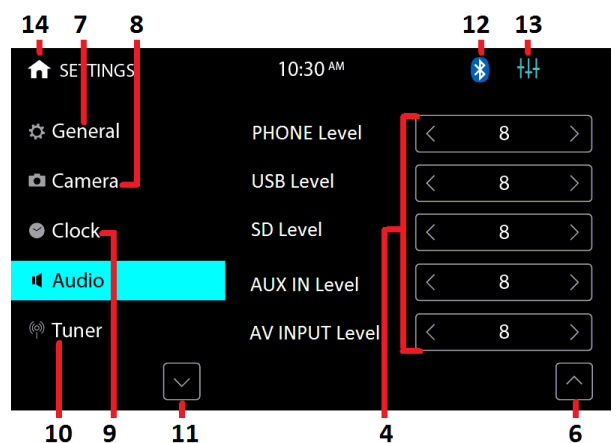 14 7 8 12 13
SETTINGS 10:30 AM
General PHONE Level 8
Camera USB Level 8
Clock SD Level 8
Audio AUX IN Level 8
Tuner AV INPUT Level 8
10 9 11 4 6